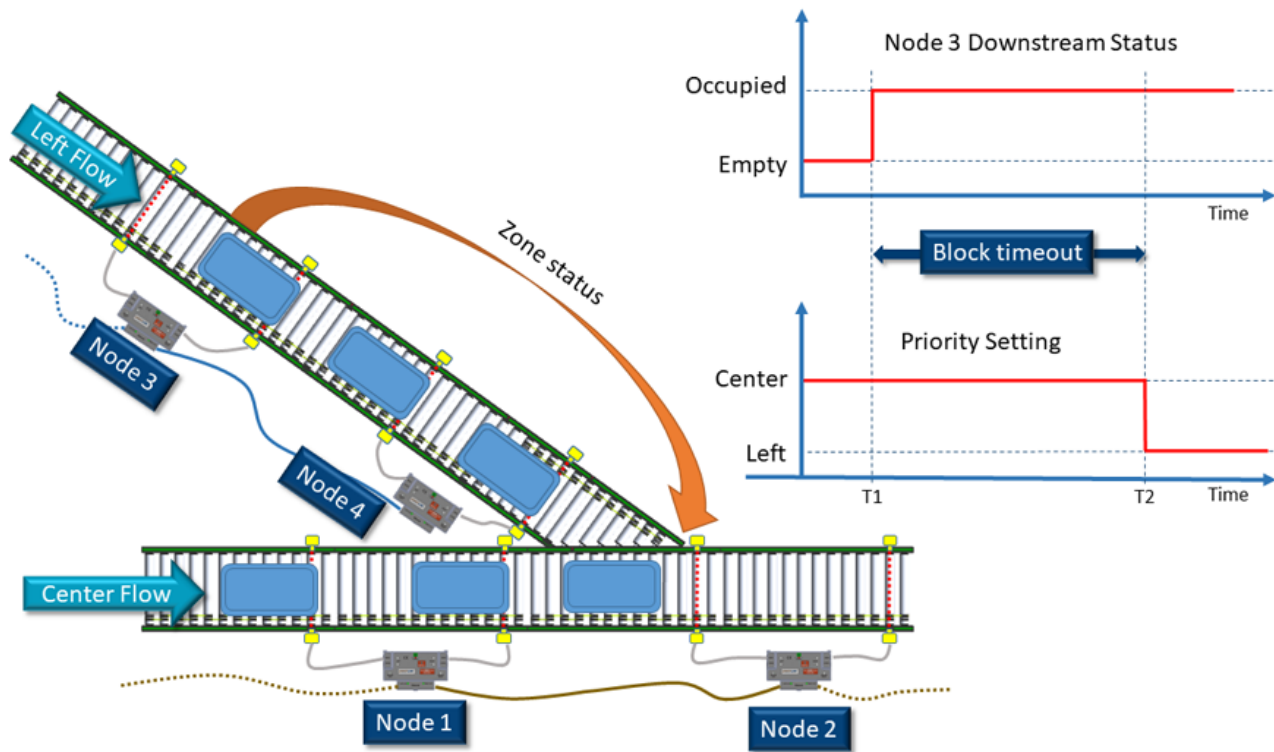 Node 3 Downstream Status
Occupied
Empty
Time
Block timeout
Priority Setting
Center
Left
T1
T2
Time
Left Flow
Zone status
Node 3
Node 4
Center Flow
Node 1
Node 2